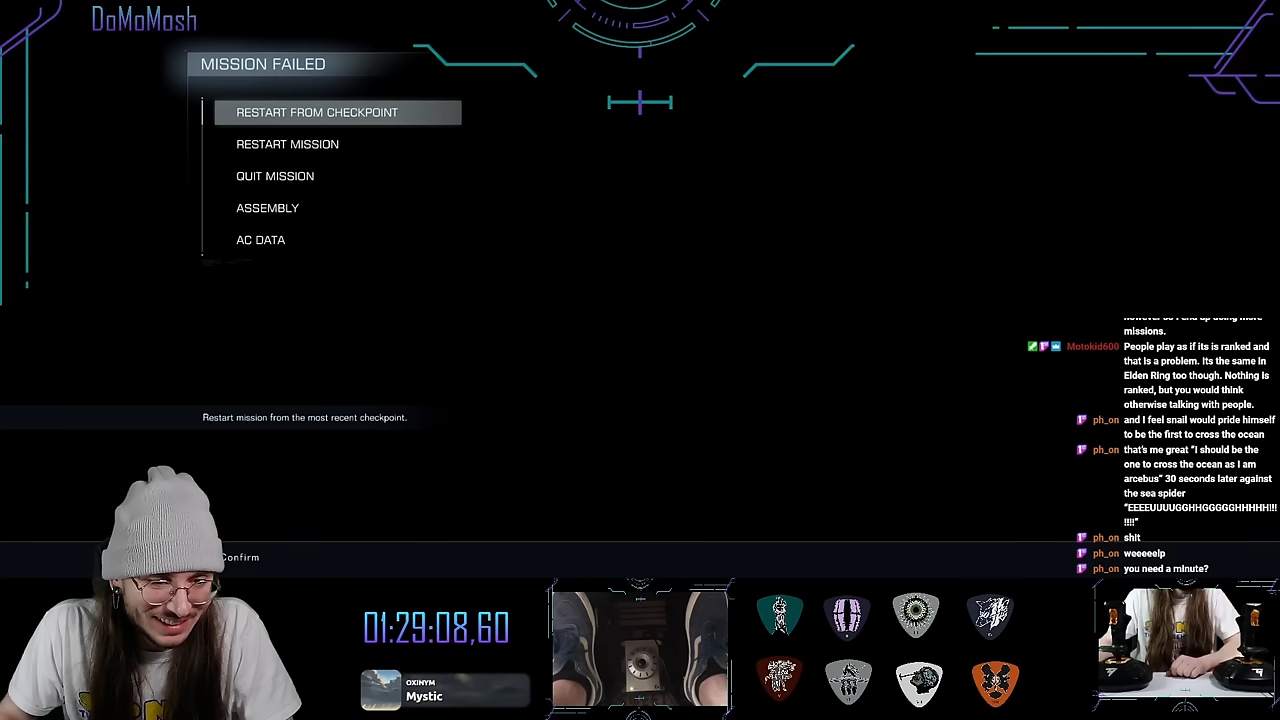 DoMoMosh
MISSION FAILED
RESTART FROM CHECKPOINT
RESTART MISSION
QUIT MISSION
ASSEMBLY
AC DATA
Restart mission from the most recent checkpoint.
Confirm
missions.
Motokid600 People play as if its is ranked and
that is a problem. Its the same in
Elden Ring too though. Nothing is
ranked, but you would think
otherwise talking with people.
ph_on and I feel snail would pride himself
to be the first to cross the ocean
ph_on that's me great "I should be the
one to cross the ocean as I am
arcebus" 30 seconds later against
the sea spider
"EEEEUUUUGGHHGGGGGHHHHH!!!
!!!!!"
ph_on shit
ph_on weeeeelp
ph_on you need a minute?
01:29:08,60
OXINYM
Mystic